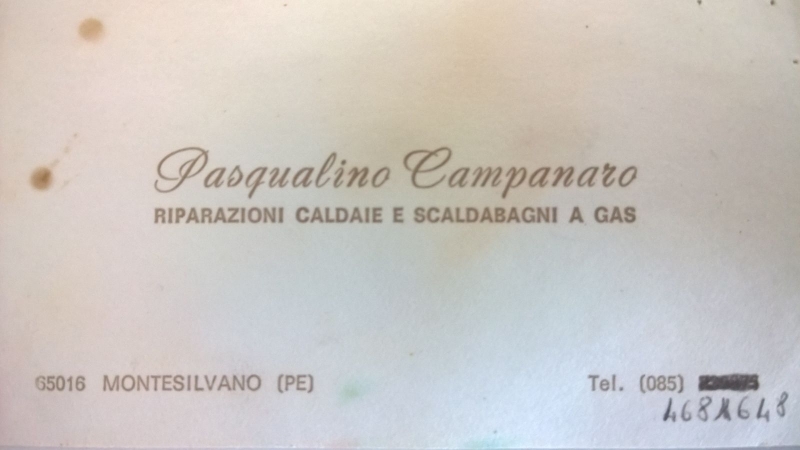 Pasqualino Campanaro
RIPARAZIONI CALDAIE E SCALDABAGNI A GAS
65016 MONTESILVANO (PE)
Tel. (085)